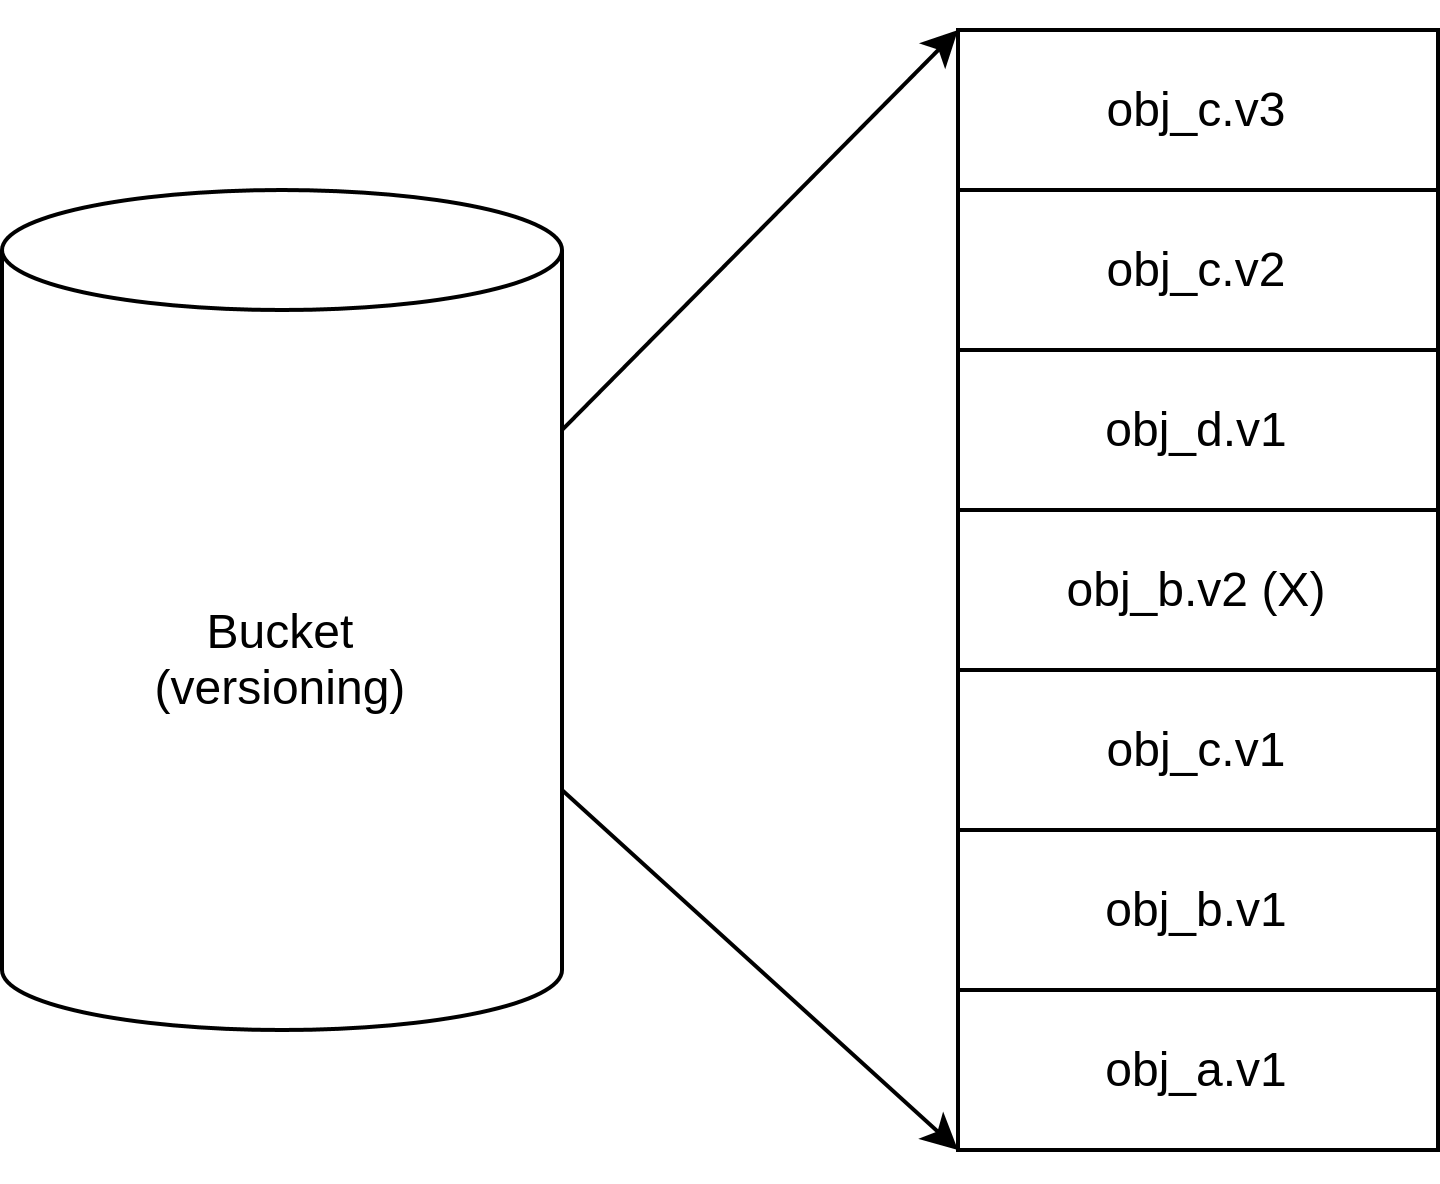 Bucket
(versioning)
obj_c.v3
obj_c.v2
obj_d.v1
obj_b.v2 (X)
obj_c.v1
obj_b.v1
obj_a.v1